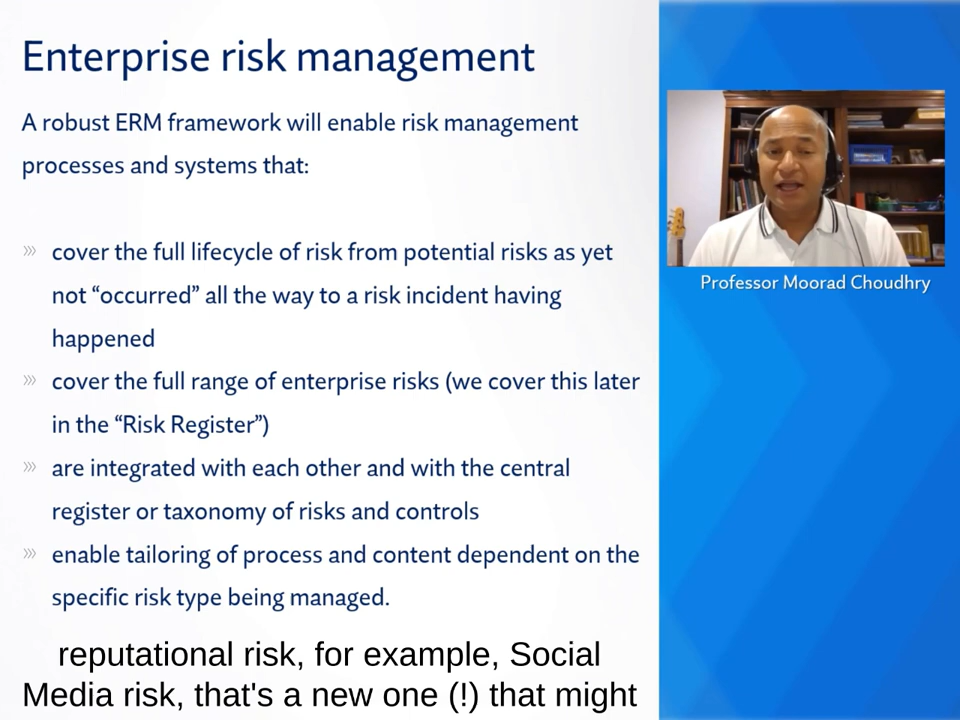 Enterprise risk management
A robust ERM framework will enable risk management
processes and systems that:
cover the full lifecycle of risk from potential risks as yet
not “occurred” all the way to a risk incident having
happened
cover the full range of enterprise risks (we cover this later
in the “Risk Register”)
are integrated with each other and with the central
register or taxonomy of risks and controls
enable tailoring of process and content dependent on the
specific risk type being managed.
Professor Moorad Choudhry
reputational risk, for example, Social
Media risk, that's a new one (!) that might